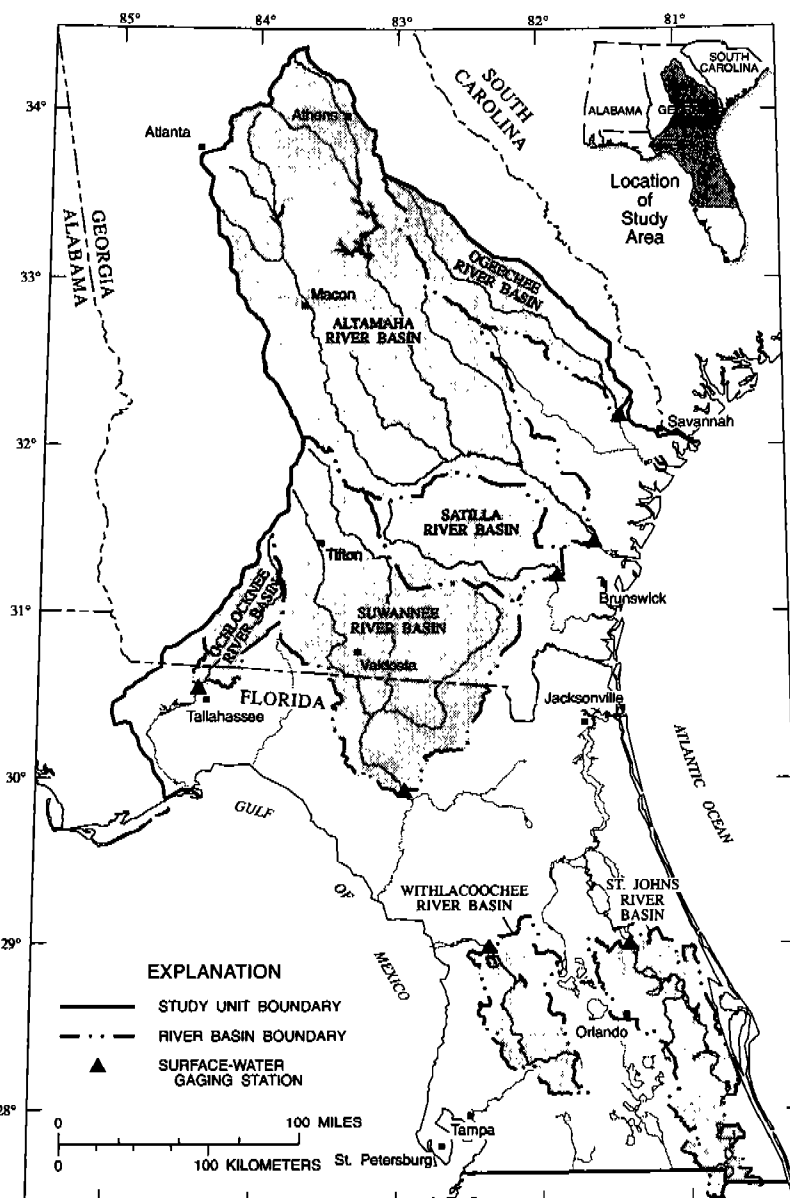 85°
84°
83°
82°
81°
34°
33°
32°
31°
30°
29°
28°
SOUTH
CAROLINA
ALABAMA
Location
of
Study
Area
SOUTH
CAROLINA
Athens
Atlanta
GEORGIA
ALABAMA
OGEECHEE
RIVER BASIN
Macon
ALTAMAHA
RIVER BASIN
Savannah
SATILLA
RIVER BASIN
Tifton
OCHLOCKNEE
RIVER BASIN
Brunswick
SUWANNEE
RIVER BASIN
Valdosta
FLORIDA
Tallahassee
Jacksonville
ATLANTIC OCEAN
GULF
OF
MEXICO
WITHLACOOCHEE
RIVER BASIN
ST. JOHNS
RIVER
BASIN
Orlando
Tampa
St. Petersburg
EXPLANATION
STUDY UNIT BOUNDARY
RIVER BASIN BOUNDARY
SURFACE-WATER
GAGING STATION
0 100 MILES
0 100 KILOMETERS